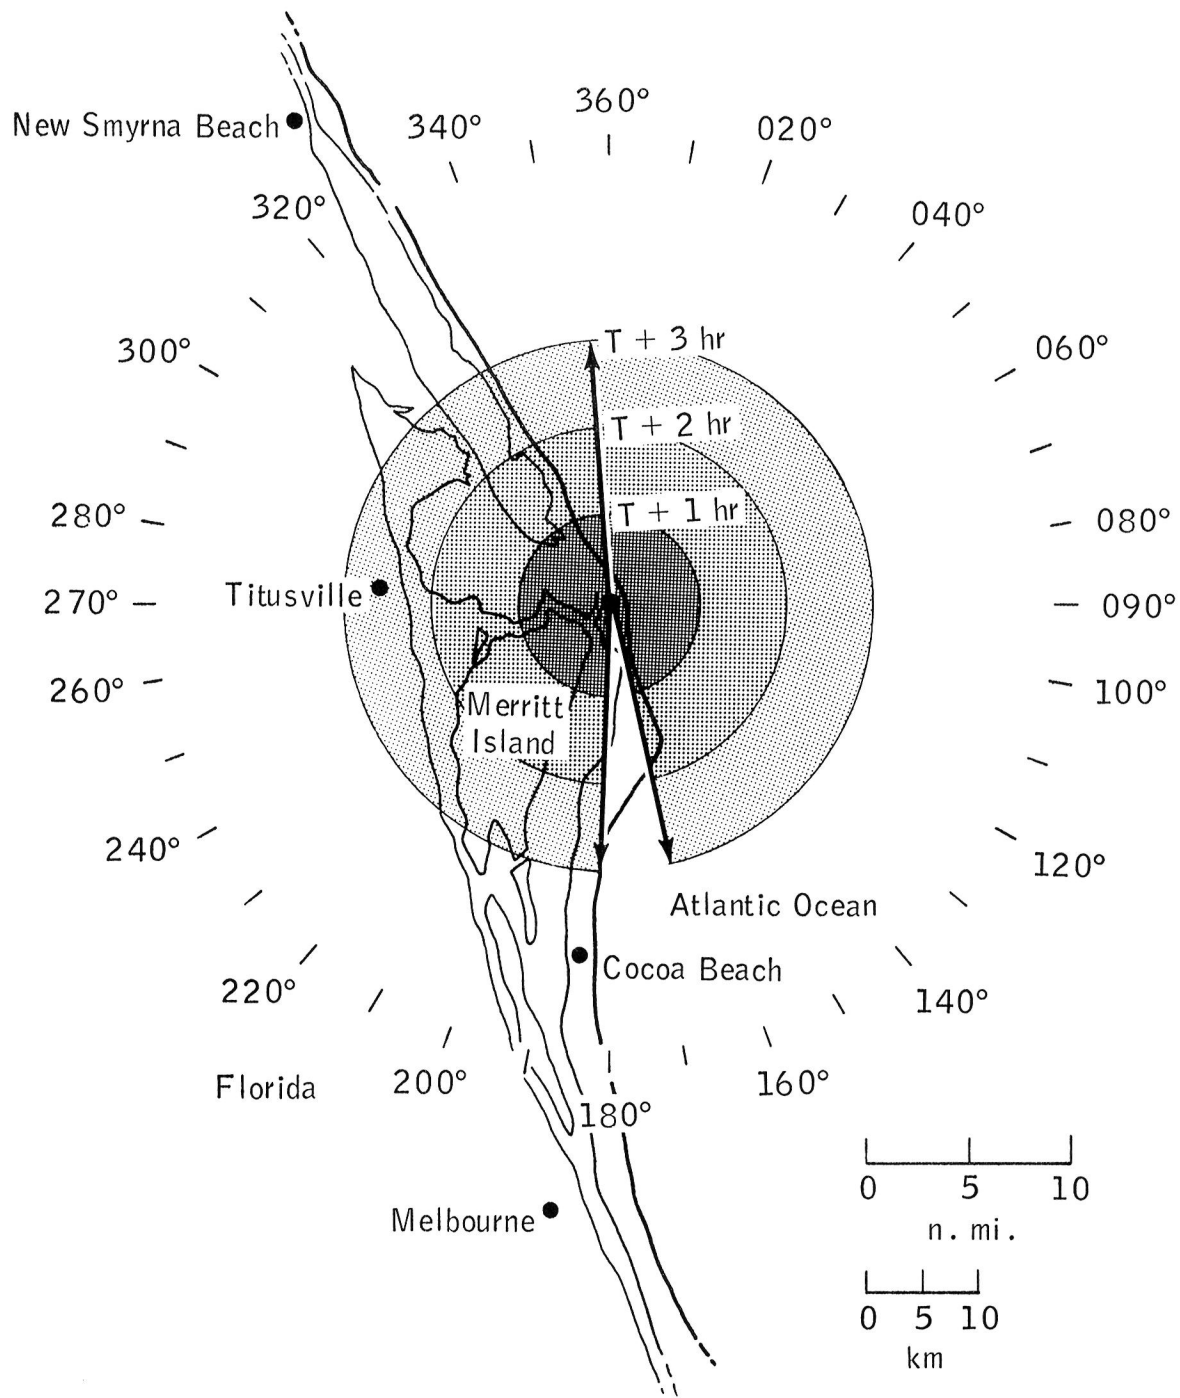 360°
New Smyrna Beach
340°
020°
320°
040°
T + 3 hr
300°
060°
T + 2 hr
T + 1 hr
280°
080°
Titusville
270°
090°
260°
100°
Merritt
Island
240°
120°
Atlantic Ocean
Cocoa Beach
220°
140°
Florida
200°
160°
180°
0 5 10
n. mi.
Melbourne
0 5 10
km